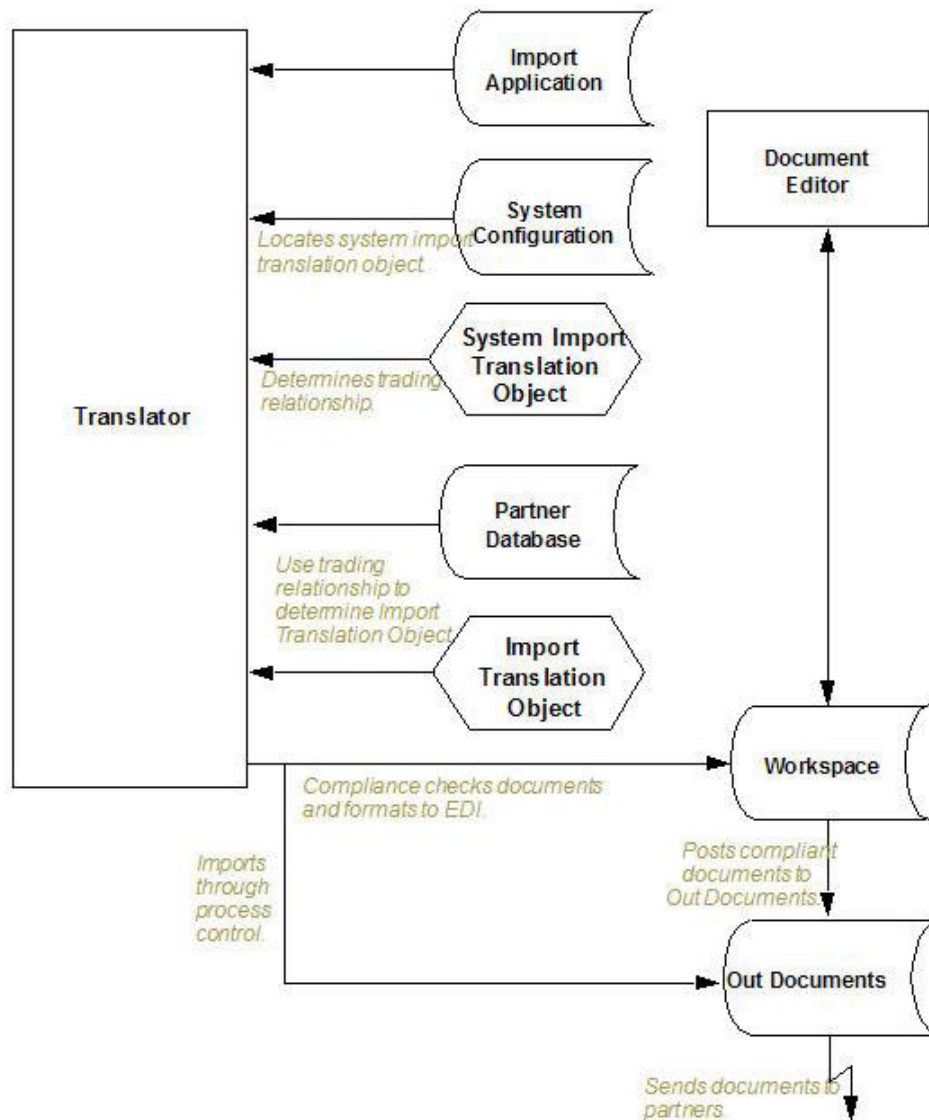 Import
Application
Document
Editor
System
Configuration
Locates system import
translation object.
System Import
Translation
Object
Determines trading
relationship.
Translator
Partner
Database
Use trading
relationship to
determine Import
Translation Object
Import
Translation
Object
Workspace
Compliance checks documents
and formats to EDI.
Imports
through
process
control.
Posts compliant
documents to
Out Documents.
Out Documents
Sends documents to
partners.